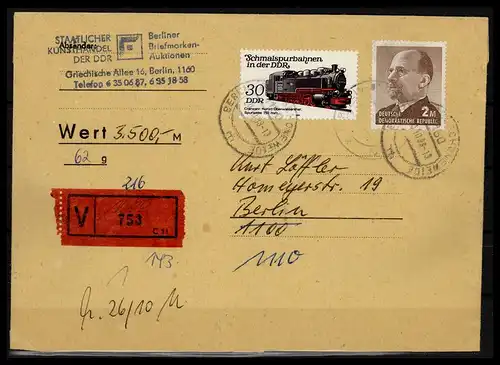 STAATLICHER
KUNSTHANDEL
DER DDR
Berliner
Briefmarken-
Auktionen
Absender:
Griechische Allee 16, Berlin, 1160
Telefon 6 35 06 87, 6 35 18 58
Wert 3.500,- M
62 g
216
V 753
C 11
143
Schmalspurbahnen
in der DDR
30
DDR
2 M
DEUTSCHE
DEMOKRATISCHE REPUBLIK
Kurt Löffler
Homeyerstr. 19
Berlin
1100
1110